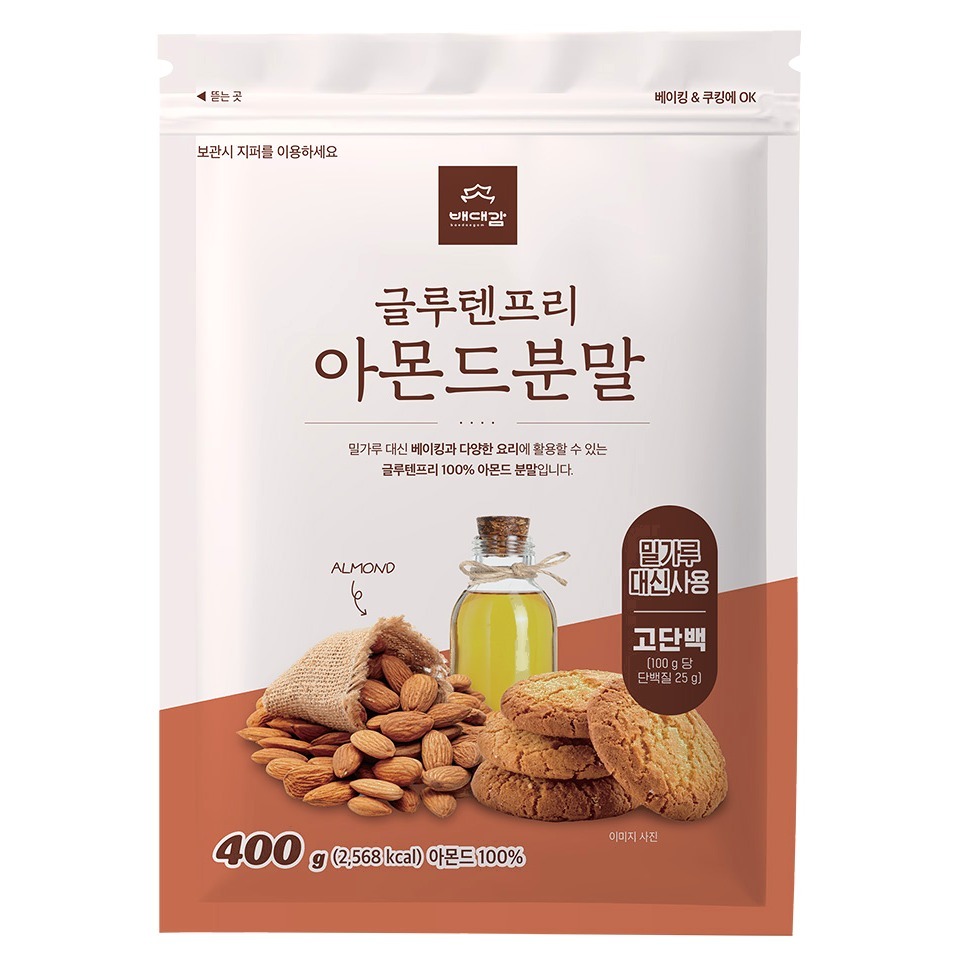 ◀ 뜯는 곳
베이킹 & 쿠킹에 OK
보관시 지퍼를 이용하세요
배대감
baedaegam
글루텐프리
아몬드분말
밀가루 대신 베이킹과 다양한 요리에 활용할 수 있는
글루텐프리 100% 아몬드 분말입니다.
ALMOND
밀가루
대신사용
고단백
(100 g 당
단백질 25 g)
이미지 사진
400 g (2,568 kcal) 아몬드 100%